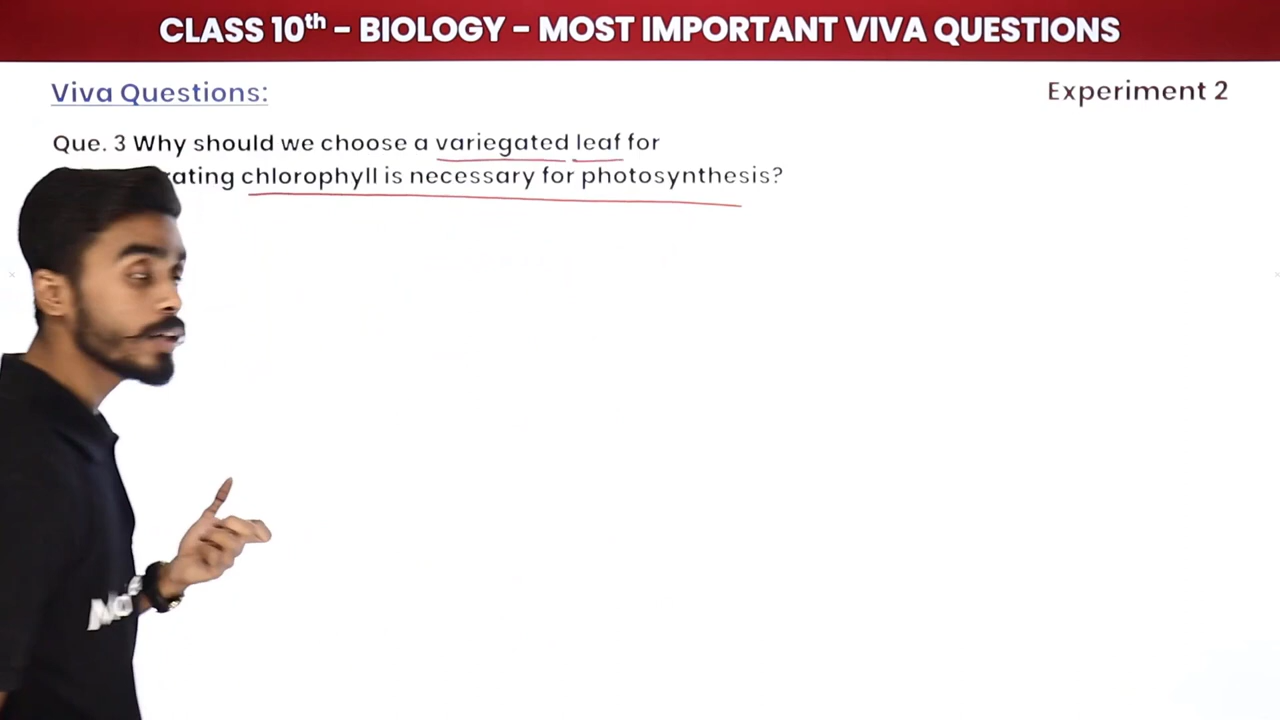 CLASS 10th – BIOLOGY – MOST IMPORTANT VIVA QUESTIONS
Viva Questions:
Experiment 2
Que. 3 Why should we choose a variegated leaf for
chlorophyll is necessary for photosynthesis?